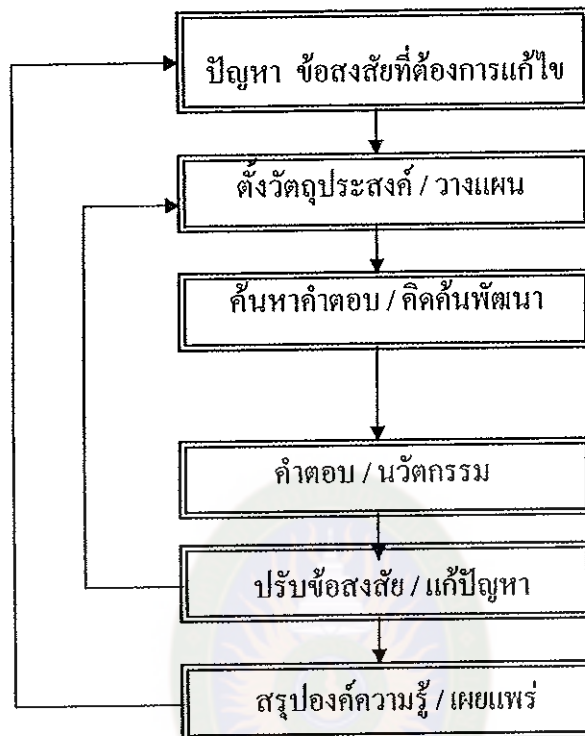 ปัญหา ข้อสงสัยที่ต้องการแก้ไข
ตั้งวัตถุประสงค์ / วางแผน
ค้นหาคำตอบ / คิดค้นพัฒนา
คำตอบ / นวัตกรรม
ปรับข้อสงสัย / แก้ปัญหา
สรุปองค์ความรู้ / เผยแพร่